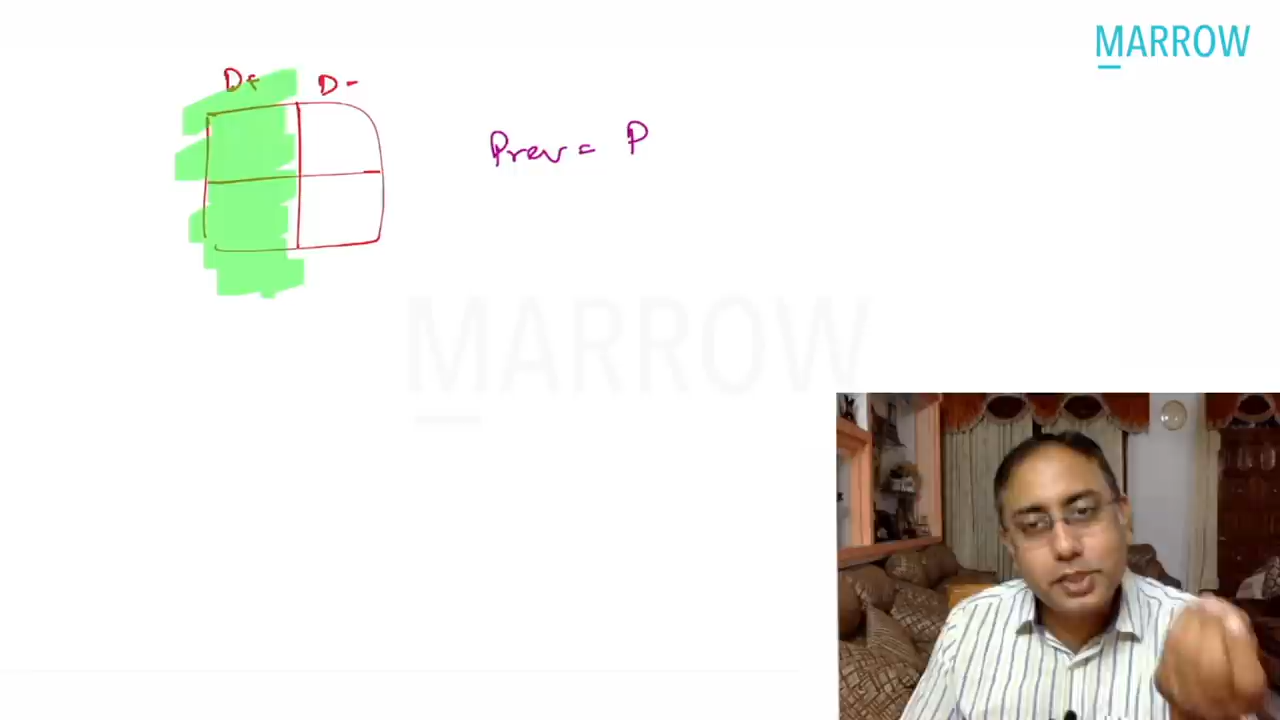 MARROW
D+ D-
Prev = P
MARROW